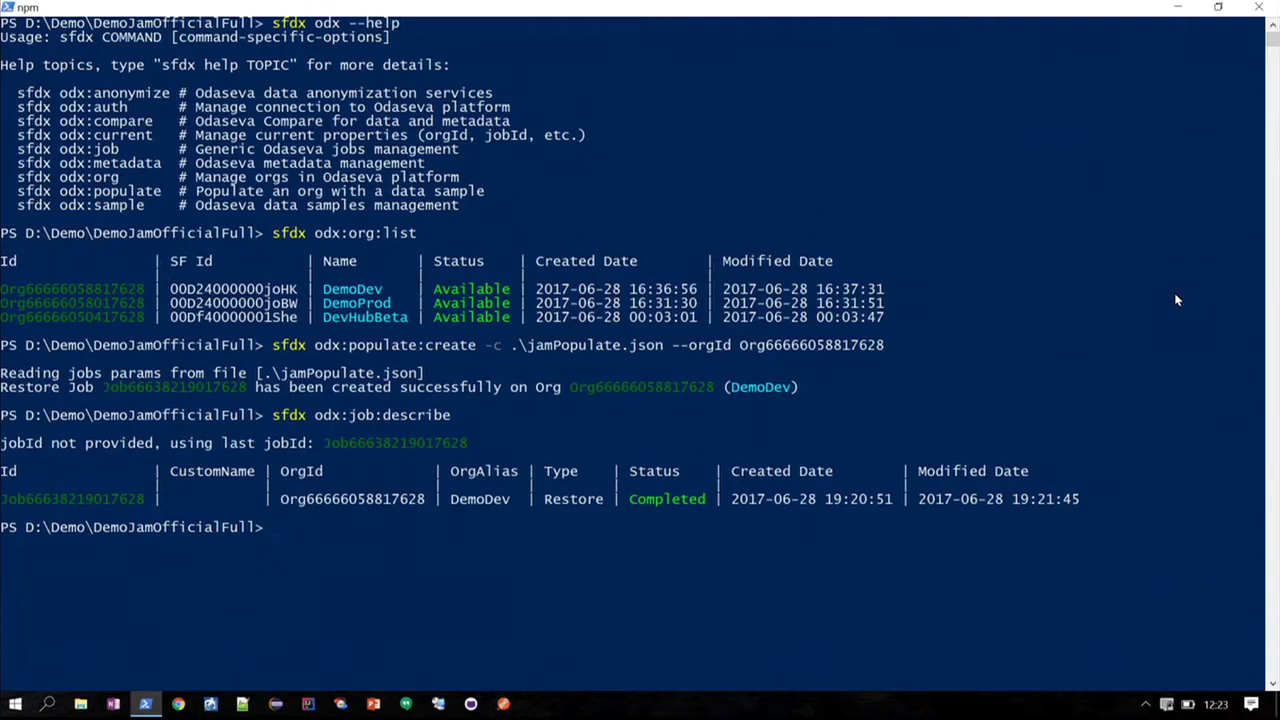 npm
PS D:\Demo\DemoJamOfficialFull> sfdx odx --help
Usage: sfdx COMMAND [command-specific-options]
Help topics, type "sfdx help TOPIC" for more details:
sfdx odx:anonymize # Odaseva data anonymization services
sfdx odx:auth # Manage connection to Odaseva platform
sfdx odx:compare # Odaseva Compare for data and metadata
sfdx odx:current # Manage current properties (orgId, jobId, etc.)
sfdx odx:job # Generic Odaseva jobs management
sfdx odx:metadata # Odaseva metadata management
sfdx odx:org # Manage orgs in Odaseva platform
sfdx odx:populate # Populate an org with a data sample
sfdx odx:sample # Odaseva data samples management
PS D:\Demo\DemoJamOfficialFull> sfdx odx:org:list
Id | SF Id | Name | Status | Created Date | Modified Date
Org66666058817628 | 00D24000000joHK | DemoDev | Available | 2017-06-28 16:36:56 | 2017-06-28 16:37:31
Org66666058017628 | 00D24000000joBW | DemoProd | Available | 2017-06-28 16:31:30 | 2017-06-28 16:31:51
Org66666050417628 | 00Df40000001She | DevHubBeta | Available | 2017-06-28 00:03:01 | 2017-06-28 00:03:47
PS D:\Demo\DemoJamOfficialFull> sfdx odx:populate:create -c .\jamPopulate.json --orgId Org66666058817628
Reading jobs params from file [.\jamPopulate.json]
Restore Job Job66638219017628 has been created successfully on Org Org66666058817628 (DemoDev)
PS D:\Demo\DemoJamOfficialFull> sfdx odx:job:describe
jobId not provided, using last jobId: Job66638219017628
Id | CustomName | OrgId | OrgAlias | Type | Status | Created Date | Modified Date
Job66638219017628 | | Org66666058817628 | DemoDev | Restore | Completed | 2017-06-28 19:20:51 | 2017-06-28 19:21:45
PS D:\Demo\DemoJamOfficialFull>
12:23